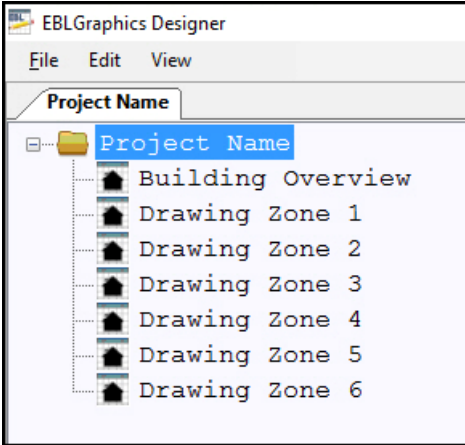 EBLGraphics Designer
File Edit View
Project Name
Project Name
Building Overview
Drawing Zone 1
Drawing Zone 2
Drawing Zone 3
Drawing Zone 4
Drawing Zone 5
Drawing Zone 6